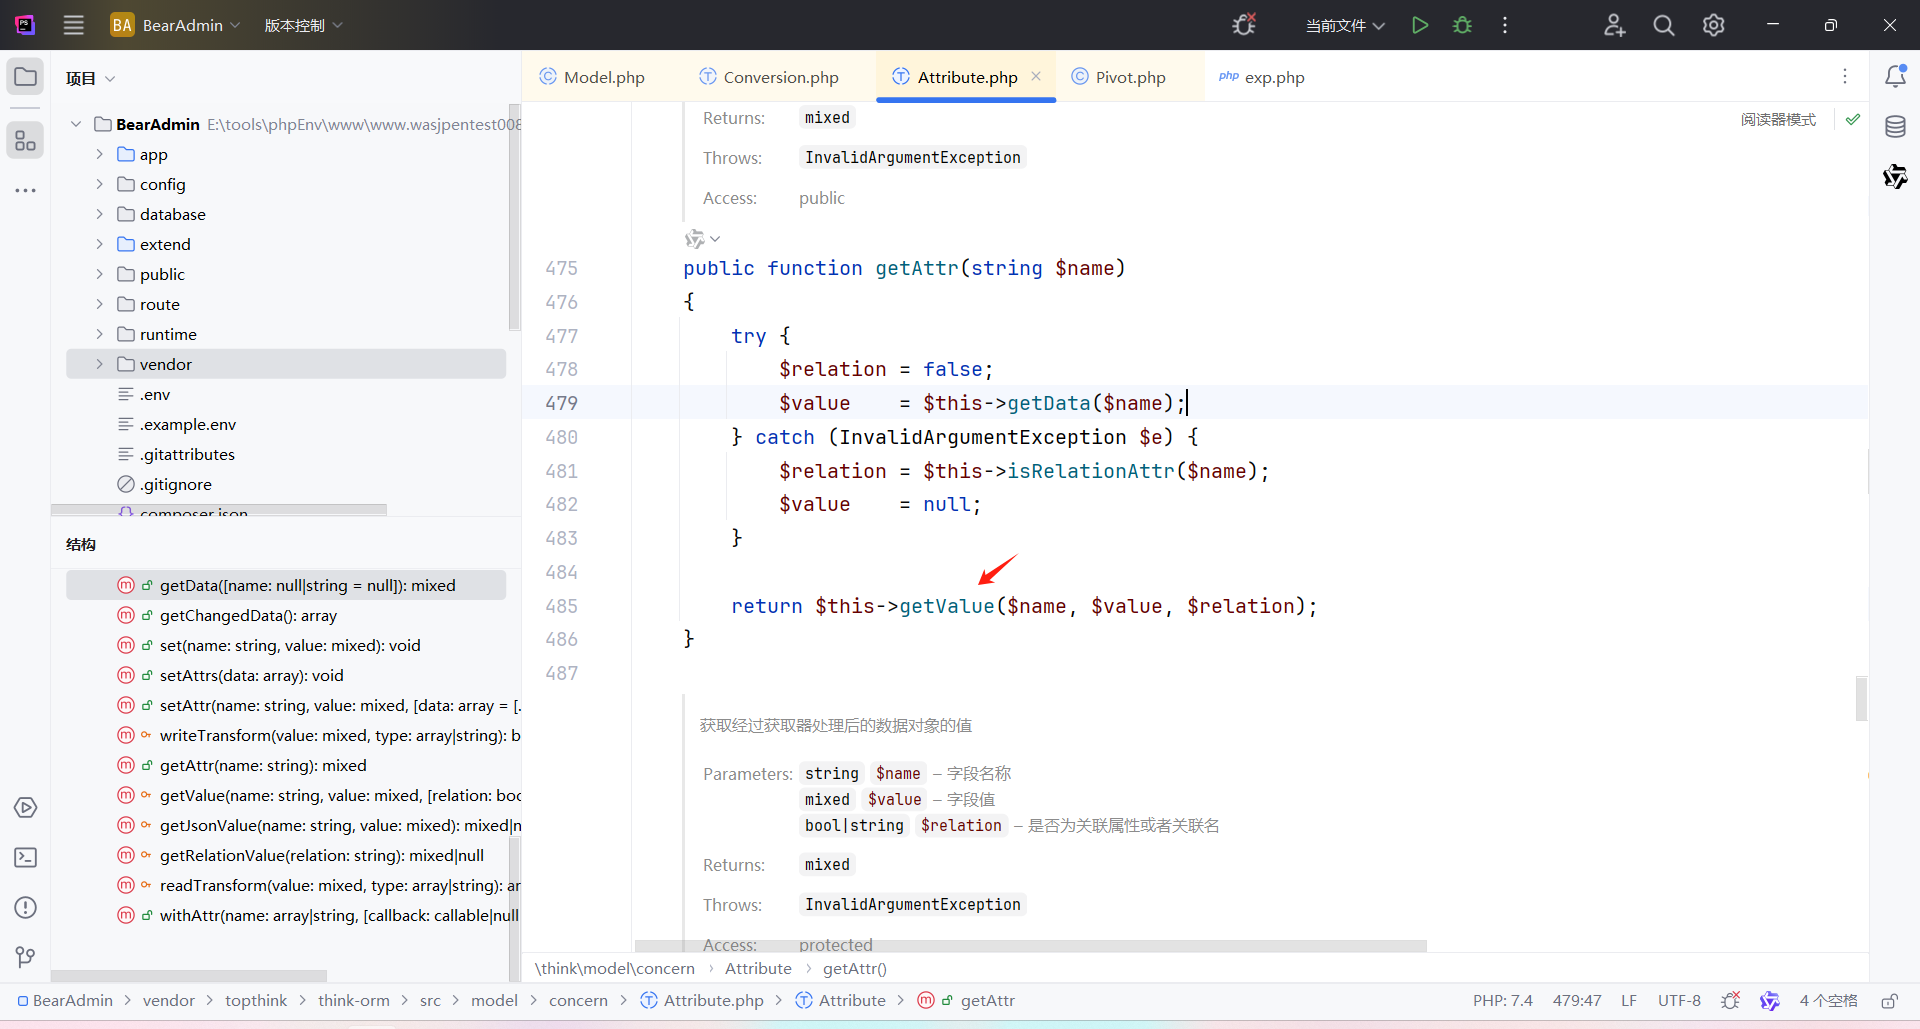 BA BearAdmin 版本控制 当前文件
项目
Model.php Conversion.php Attribute.php Pivot.php php exp.php
BearAdmin E:\tools\phpEnv\www\www.wasjpentest008
app
config
database
extend
public
route
runtime
vendor
.env
.example.env
.gitattributes
.gitignore
composer.json
结构
getData([name: null|string = null]): mixed
getChangedData(): array
set(name: string, value: mixed): void
setAttrs(data: array): void
setAttr(name: string, value: mixed, [data: array = [.
writeTransform(value: mixed, type: array|string): b
getAttr(name: string): mixed
getValue(name: string, value: mixed, [relation: boo
getJsonValue(name: string, value: mixed): mixed|n
getRelationValue(relation: string): mixed|null
readTransform(value: mixed, type: array|string): ar
withAttr(name: array|string, [callback: callable|null
Returns: mixed
阅读器模式
Throws: InvalidArgumentException
Access: public
475 public function getAttr(string $name)
476 {
477 try {
478 $relation = false;
479 $value = $this->getData($name);
480 } catch (InvalidArgumentException $e) {
481 $relation = $this->isRelationAttr($name);
482 $value = null;
483 }
484
485 return $this->getValue($name, $value, $relation);
486 }
487
获取经过获取器处理后的数据对象的值
Parameters: string $name – 字段名称
mixed $value – 字段值
bool|string $relation – 是否为关联属性或者关联名
Returns: mixed
Throws: InvalidArgumentException
Access: protected
\think\model\concern › Attribute › getAttr()
BearAdmin > vendor > topthink > think-orm > src > model > concern > Attribute.php > Attribute > getAttr
PHP: 7.4 479:47 LF UTF-8 4 个空格